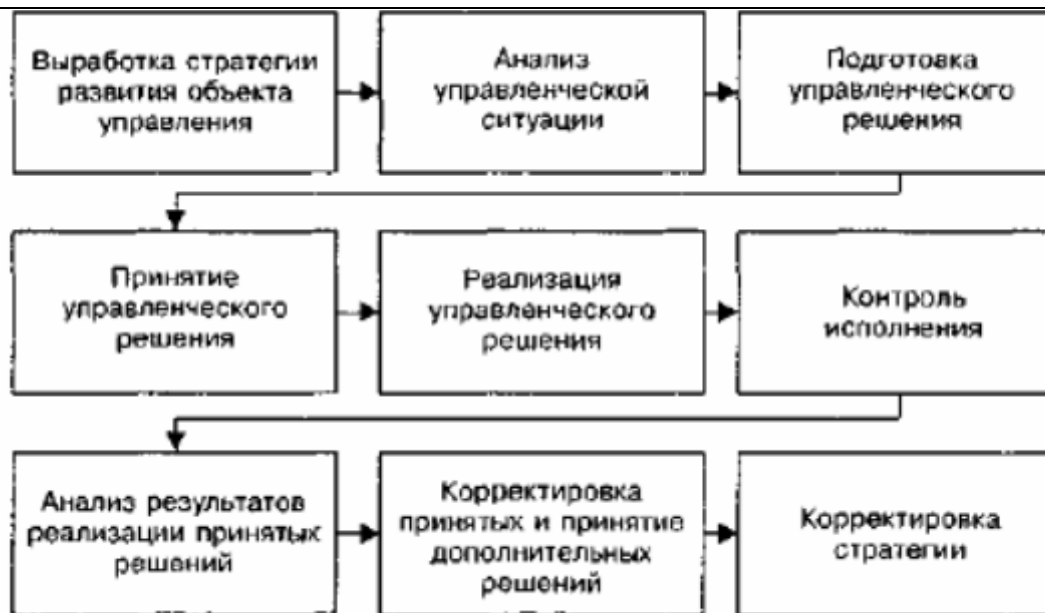 Выработка стратегии
развития объекта
управления
Анализ
управленческой
ситуации
Подготовка
управленческого
решения
Принятие
управленческого
решения
Реализация
управленческого
решения
Контроль
исполнения
Анализ результатов
реализации принятых
решений
Корректировка
принятых и принятие
дополнительных
решений
Корректировка
стратегии